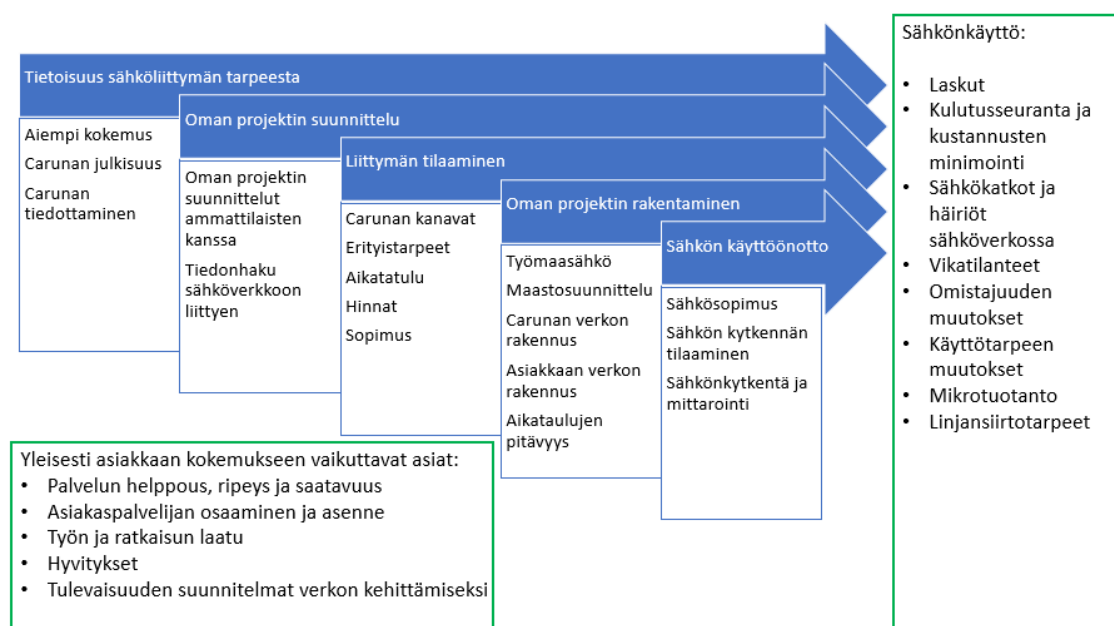 Tietoisuus sähköliittymän tarpeesta
Aiempi kokemus
Carunan julkisuus
Carunan
tiedottaminen
Oman projektin suunnittelu
Oman projektin
suunnittelut
ammattilaisten
kanssa
Tiedonhaku
sähköverkkoon
liittyen
Liittymän tilaaminen
Carunan kanavat
Erityistarpeet
Aikatatulu
Hinnat
Sopimus
Oman projektin rakentaminen
Työmaasähkö
Maastosuunnittelu
Carunan verkon
rakennus
Asiakkaan verkon
rakennus
Aikataulujen
pitävyys
Sähkön käyttöönotto
Sähkösopimus
Sähkön kytkennän
tilaaminen
Sähkönkytkentä ja
mittarointi
Sähkönkäyttö:
• Laskut
• Kulutusseuranta ja
kustannusten
minimointi
• Sähkökatkot ja
häiriöt
sähköverkossa
• Vikatilanteet
• Omistajuuden
muutokset
• Käyttötarpeen
muutokset
• Mikrotuotanto
• Linjansiirtotarpeet
Yleisesti asiakkaan kokemukseen vaikuttavat asiat:
• Palvelun helppous, ripeys ja saatavuus
• Asiakaspalvelijan osaaminen ja asenne
• Työn ja ratkaisun laatu
• Hyvitykset
• Tulevaisuuden suunnitelmat verkon kehittämiseksi